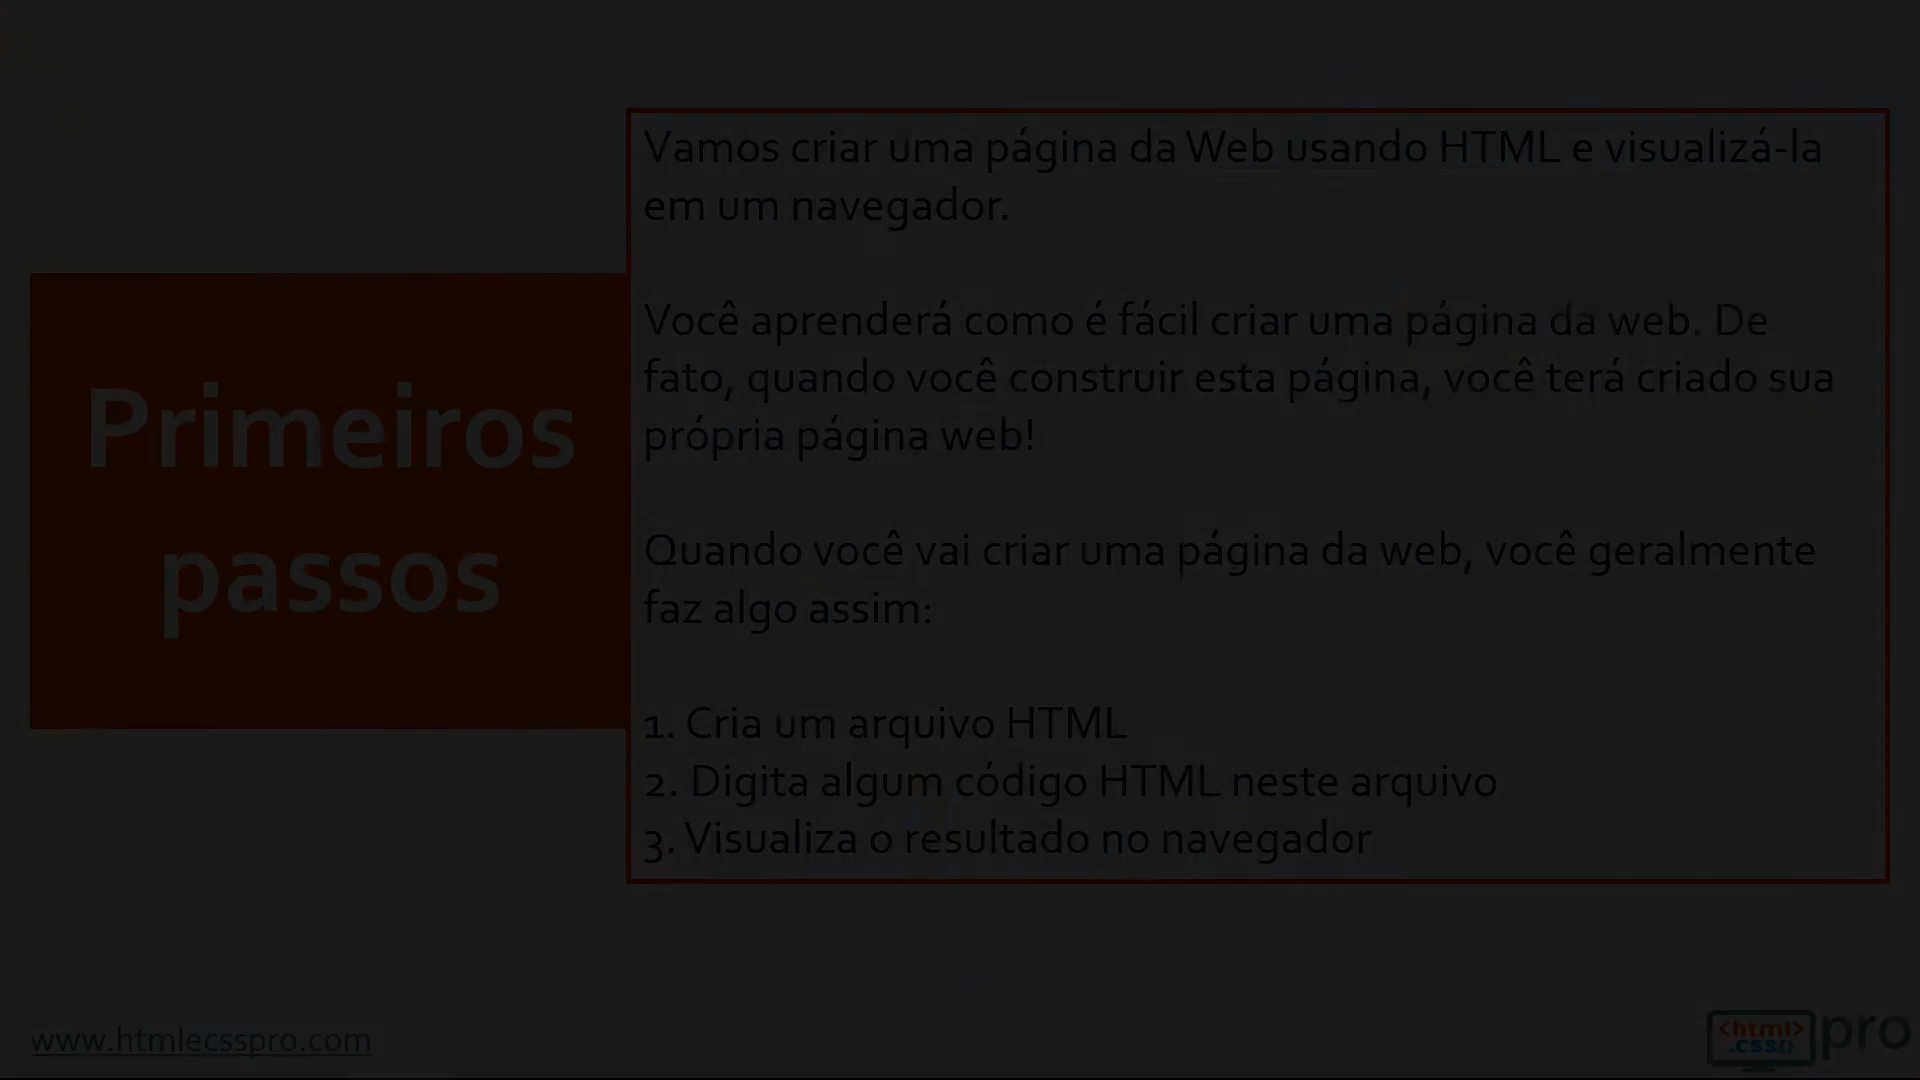 Primeiros
passos
Vamos criar uma página da Web usando HTML e visualizá-la
em um navegador.
Você aprenderá como é fácil criar uma página da web. De
fato, quando você construir esta página, você terá criado sua
própria página web!
Quando você vai criar uma página da web, você geralmente
faz algo assim:
1. Cria um arquivo HTML
2. Digita algum código HTML neste arquivo
3. Visualiza o resultado no navegador
www.htmlecsspro.com
<html>
.css{}
pro